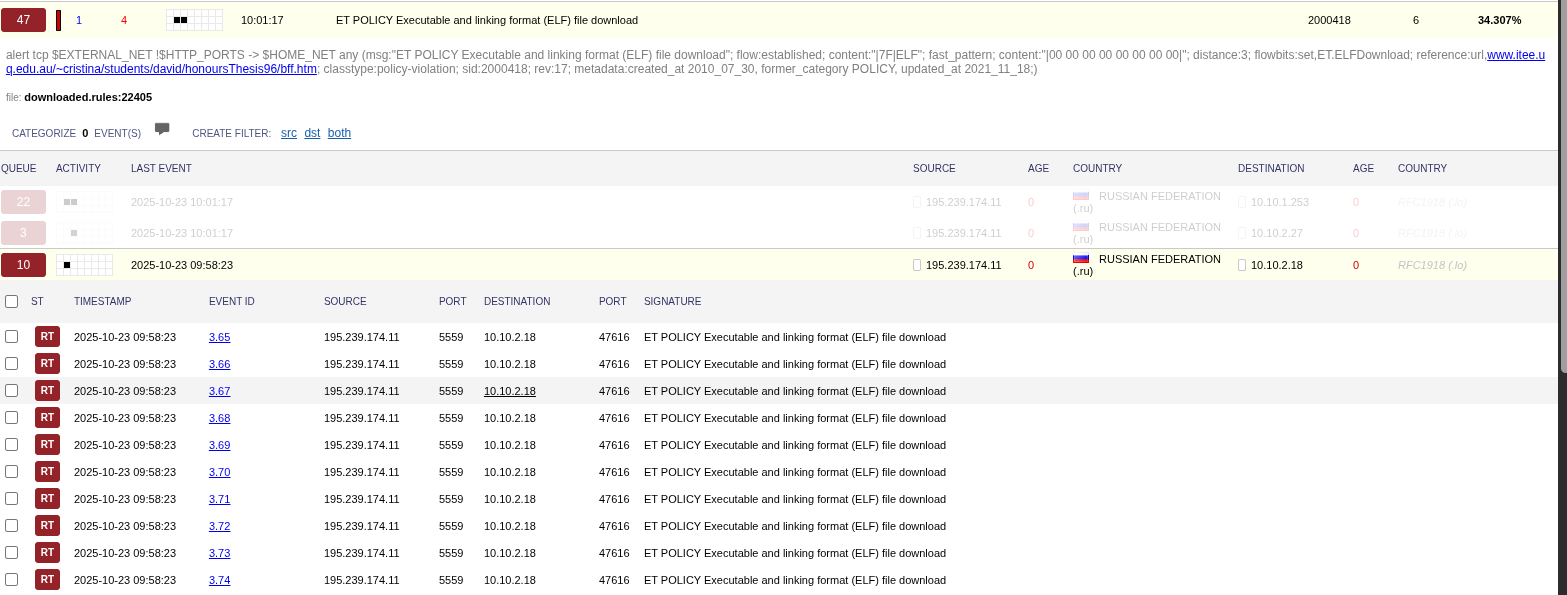 47 1 4 10:01:17 ET POLICY Executable and linking format (ELF) file download 2000418 6 34.307%
alert tcp $EXTERNAL_NET !$HTTP_PORTS -> $HOME_NET any (msg:"ET POLICY Executable and linking format (ELF) file download"; flow:established; content:"|7F|ELF"; fast_pattern; content:"|00 00 00 00 00 00 00 00|"; distance:3; flowbits:set,ET.ELFDownload; reference:url,www.itee.u
q.edu.au/~cristina/students/david/honoursThesis96/bff.htm; classtype:policy-violation; sid:2000418; rev:17; metadata:created_at 2010_07_30, former_category POLICY, updated_at 2021_11_18;)
file: downloaded.rules:22405
CATEGORIZE 0 EVENT(S) CREATE FILTER: src dst both
QUEUE ACTIVITY LAST EVENT SOURCE AGE COUNTRY DESTINATION AGE COUNTRY
22 2025-10-23 10:01:17 195.239.174.11 0 RUSSIAN FEDERATION (.ru) 10.10.1.253 0 RFC1918 (.lo)
3 2025-10-23 10:01:17 195.239.174.11 0 RUSSIAN FEDERATION (.ru) 10.10.2.27 0 RFC1918 (.lo)
10 2025-10-23 09:58:23 195.239.174.11 0 RUSSIAN FEDERATION (.ru) 10.10.2.18 0 RFC1918 (.lo)
ST TIMESTAMP EVENT ID SOURCE PORT DESTINATION PORT SIGNATURE
RT 2025-10-23 09:58:23 3.65 195.239.174.11 5559 10.10.2.18 47616 ET POLICY Executable and linking format (ELF) file download
RT 2025-10-23 09:58:23 3.66 195.239.174.11 5559 10.10.2.18 47616 ET POLICY Executable and linking format (ELF) file download
RT 2025-10-23 09:58:23 3.67 195.239.174.11 5559 10.10.2.18 47616 ET POLICY Executable and linking format (ELF) file download
RT 2025-10-23 09:58:23 3.68 195.239.174.11 5559 10.10.2.18 47616 ET POLICY Executable and linking format (ELF) file download
RT 2025-10-23 09:58:23 3.69 195.239.174.11 5559 10.10.2.18 47616 ET POLICY Executable and linking format (ELF) file download
RT 2025-10-23 09:58:23 3.70 195.239.174.11 5559 10.10.2.18 47616 ET POLICY Executable and linking format (ELF) file download
RT 2025-10-23 09:58:23 3.71 195.239.174.11 5559 10.10.2.18 47616 ET POLICY Executable and linking format (ELF) file download
RT 2025-10-23 09:58:23 3.72 195.239.174.11 5559 10.10.2.18 47616 ET POLICY Executable and linking format (ELF) file download
RT 2025-10-23 09:58:23 3.73 195.239.174.11 5559 10.10.2.18 47616 ET POLICY Executable and linking format (ELF) file download
RT 2025-10-23 09:58:23 3.74 195.239.174.11 5559 10.10.2.18 47616 ET POLICY Executable and linking format (ELF) file download